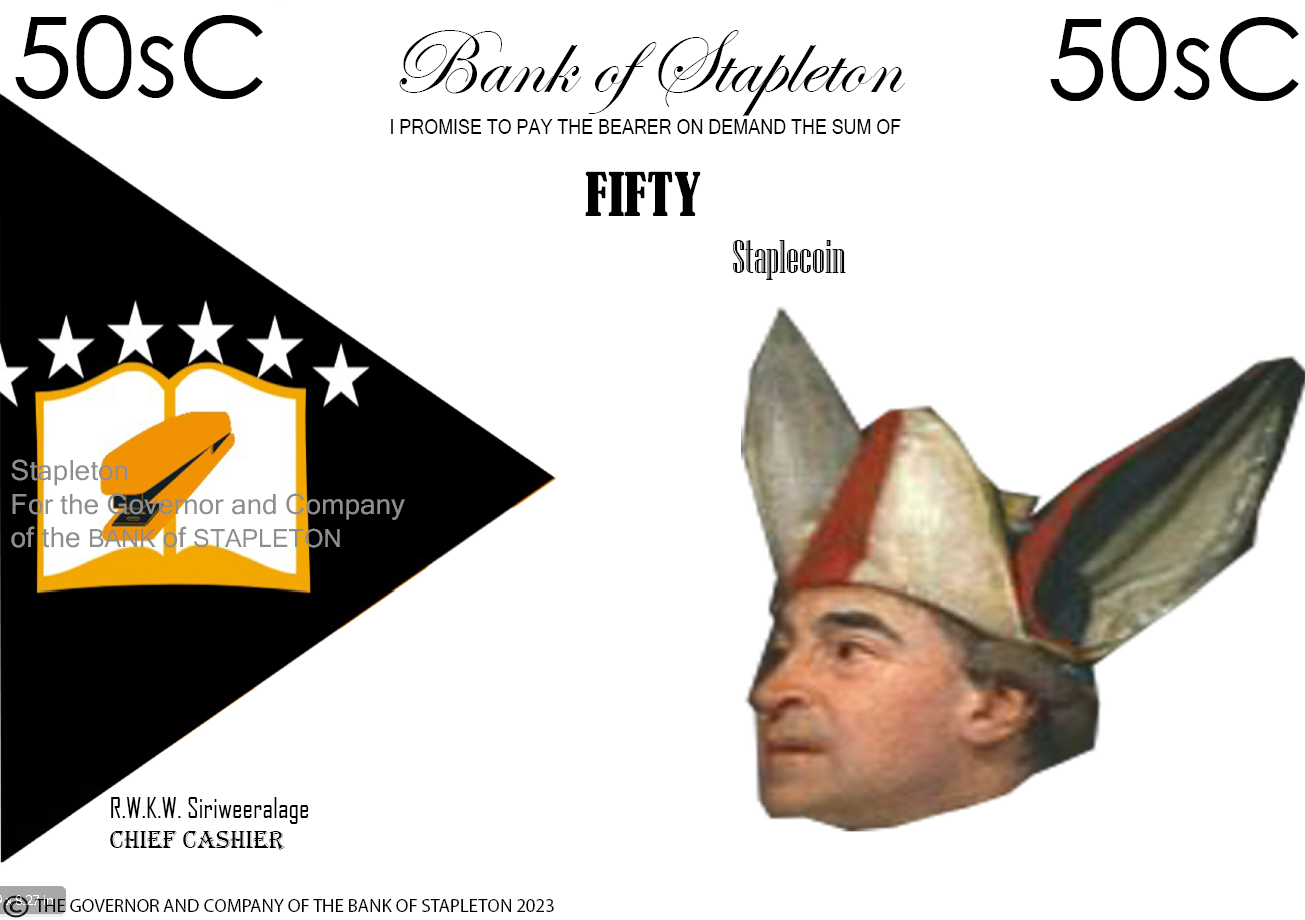 50sC
Bank of Stapleton
50sC
I PROMISE TO PAY THE BEARER ON DEMAND THE SUM OF
FIFTY
Staplecoin
Stapleton
For the Governor and Company
of the BANK of STAPLETON
R.W.K.W. Siriweeralage
CHIEF CASHIER
© THE GOVERNOR AND COMPANY OF THE BANK OF STAPLETON 2023